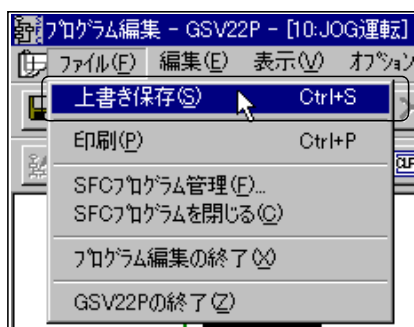 ﾌﾟﾛｸﾞﾗﾑ編集 - GSV22P - [10:JOG運転]
ﾌｧｲﾙ(F) 編集(E) 表示(V) ｵﾌﾟｼｮﾝ
上書き保存(S) Ctrl+S
印刷(P) Ctrl+P
SFCﾌﾟﾛｸﾞﾗﾑ管理(F)...
SFCﾌﾟﾛｸﾞﾗﾑを閉じる(C)
ﾌﾟﾛｸﾞﾗﾑ編集の終了(X)
GSV22Pの終了(Z)